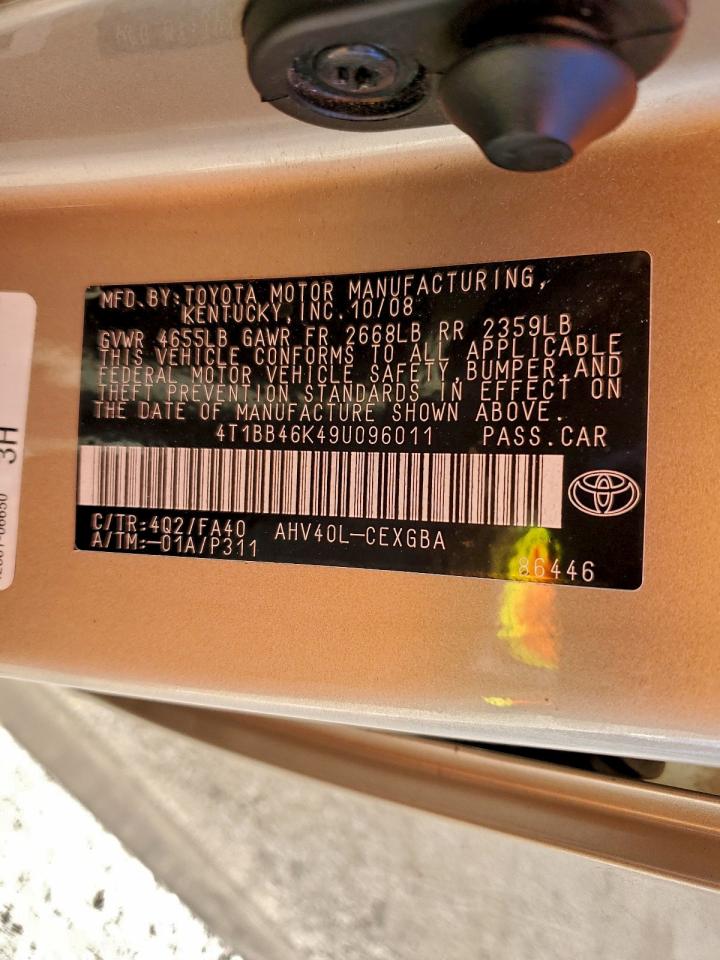 MFD. BY: TOYOTA MOTOR MANUFACTURING,
KENTUCKY, INC. 10/08
GVWR 4655LB GAWR FR 2668LB RR 2359LB
THIS VEHICLE CONFORMS TO ALL APPLICABLE
FEDERAL MOTOR VEHICLE SAFETY, BUMPER, AND
THEFT PREVENTION STANDARDS IN EFFECT ON
THE DATE OF MANUFACTURE SHOWN ABOVE.
4T1BB46K49U096011 PASS.CAR
C/TR:4Q2/FA40 AHV40L-CEXGBA
A/TM:-01A/P311
86446
3H